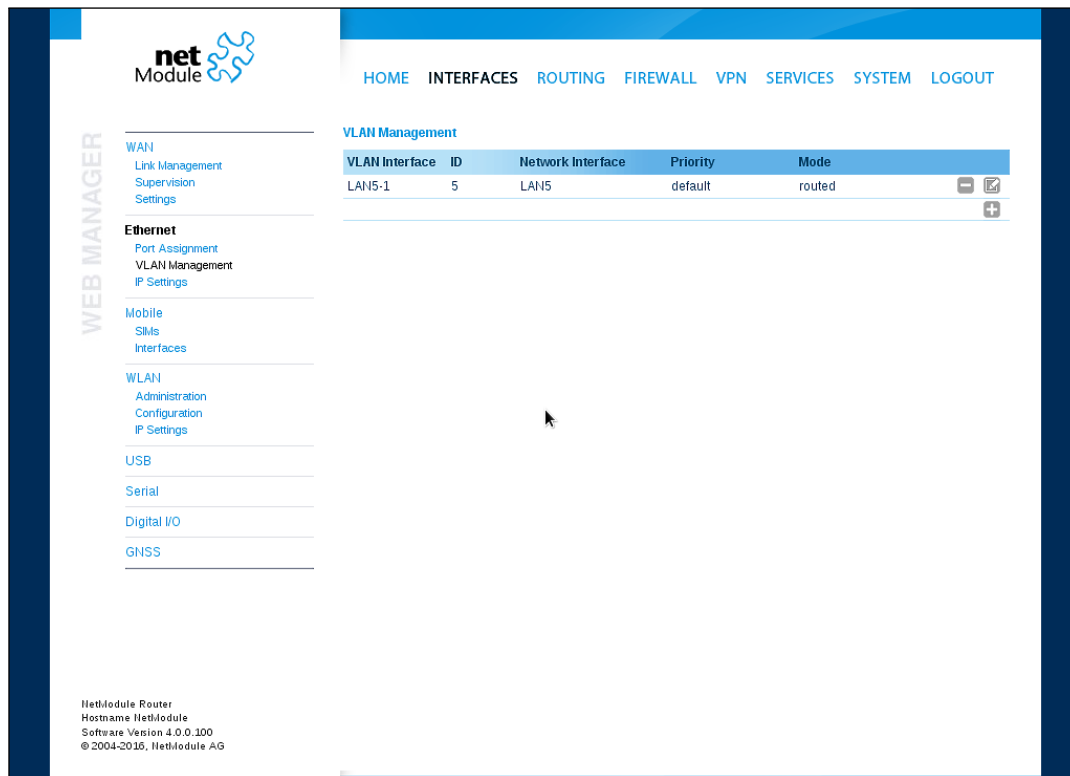 net
Module
HOME INTERFACES ROUTING FIREWALL VPN SERVICES SYSTEM LOGOUT
WEB MANAGER
WAN
Link Management
Supervision
Settings
Ethernet
Port Assignment
VLAN Management
IP Settings
Mobile
SIMs
Interfaces
WLAN
Administration
Configuration
IP Settings
USB
Serial
Digital I/O
GNSS
VLAN Management
VLAN Interface ID Network Interface Priority Mode
LAN5-1 5 LAN5 default routed
NetModule Router
Hostname NetModule
Software Version 4.0.0.100
© 2004-2016, NetModule AG